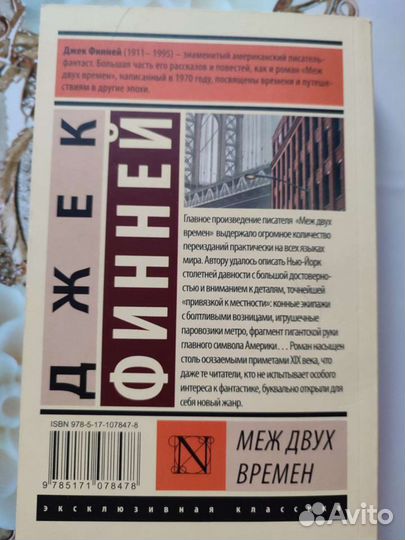 Джек Финней (1911– 1995) – знаменитый американский писатель-
фантаст. Большая часть его рассказов и повестей, как и роман «Меж
двух времен», написанный в 1970 году, посвящены времени и путеше-
ствиям в другие эпохи.
ДЖЕК
ФИННЕЙ
Главное произведение писателя «Меж двух
времен» выдержало огромное количество
переизданий практически на всех языках
мира. Автору удалось описать Нью-Йорк
столетней давности с большой достоверно-
стью и вниманием к деталям, точнейшей
«привязкой к местности»: конные экипажи
с болтливыми возницами, игрушечные
паровозики метро, фрагмент гигантской руки
главного символа Америки... Роман насыщен
столь осязаемыми приметами XIX века, что
даже те читатели, кто не испытывает особого
интереса к фантастике, буквально открыли для
себя новый жанр.
ISBN 978-5-17-107847-8
9 785171 078478
N
МЕЖ ДВУХ
ВРЕМЕН
эксклюзивная классика
Avito